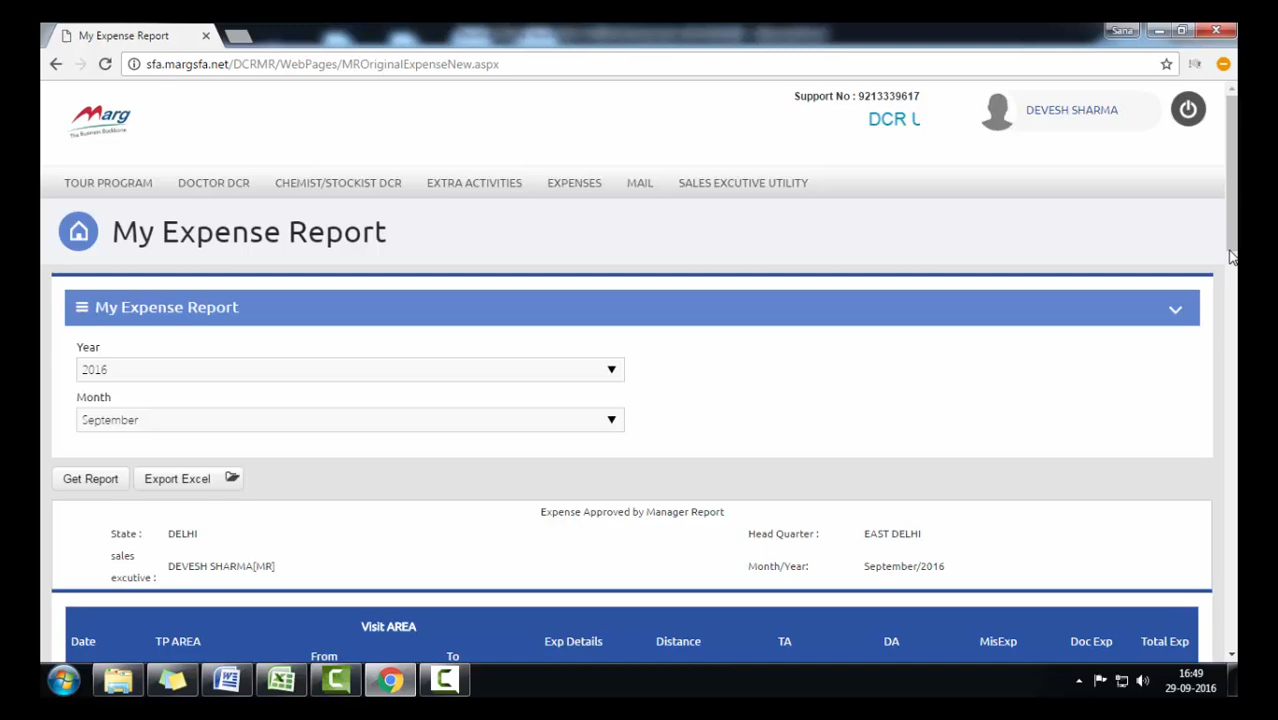 My Expense Report
Sana
sfa.margsfa.net/DCRMR/WebPages/MROriginalExpenseNew.aspx
Marg
The Business Backbone
Support No : 9213339617
DCR U
DEVESH SHARMA
TOUR PROGRAM DOCTOR DCR CHEMIST/STOCKIST DCR EXTRA ACTIVITIES EXPENSES MAIL SALES EXCUTIVE UTILITY
My Expense Report
My Expense Report
Year
2016
Month
September
Get Report Export Excel
Expense Approved by Manager Report
State : DELHI Head Quarter : EAST DELHI
sales
excutive : DEVESH SHARMA[MR] Month/Year: September/2016
Visit AREA
Date TP AREA Exp Details Distance TA DA MisExp Doc Exp Total Exp
From To
16:49
29-09-2016